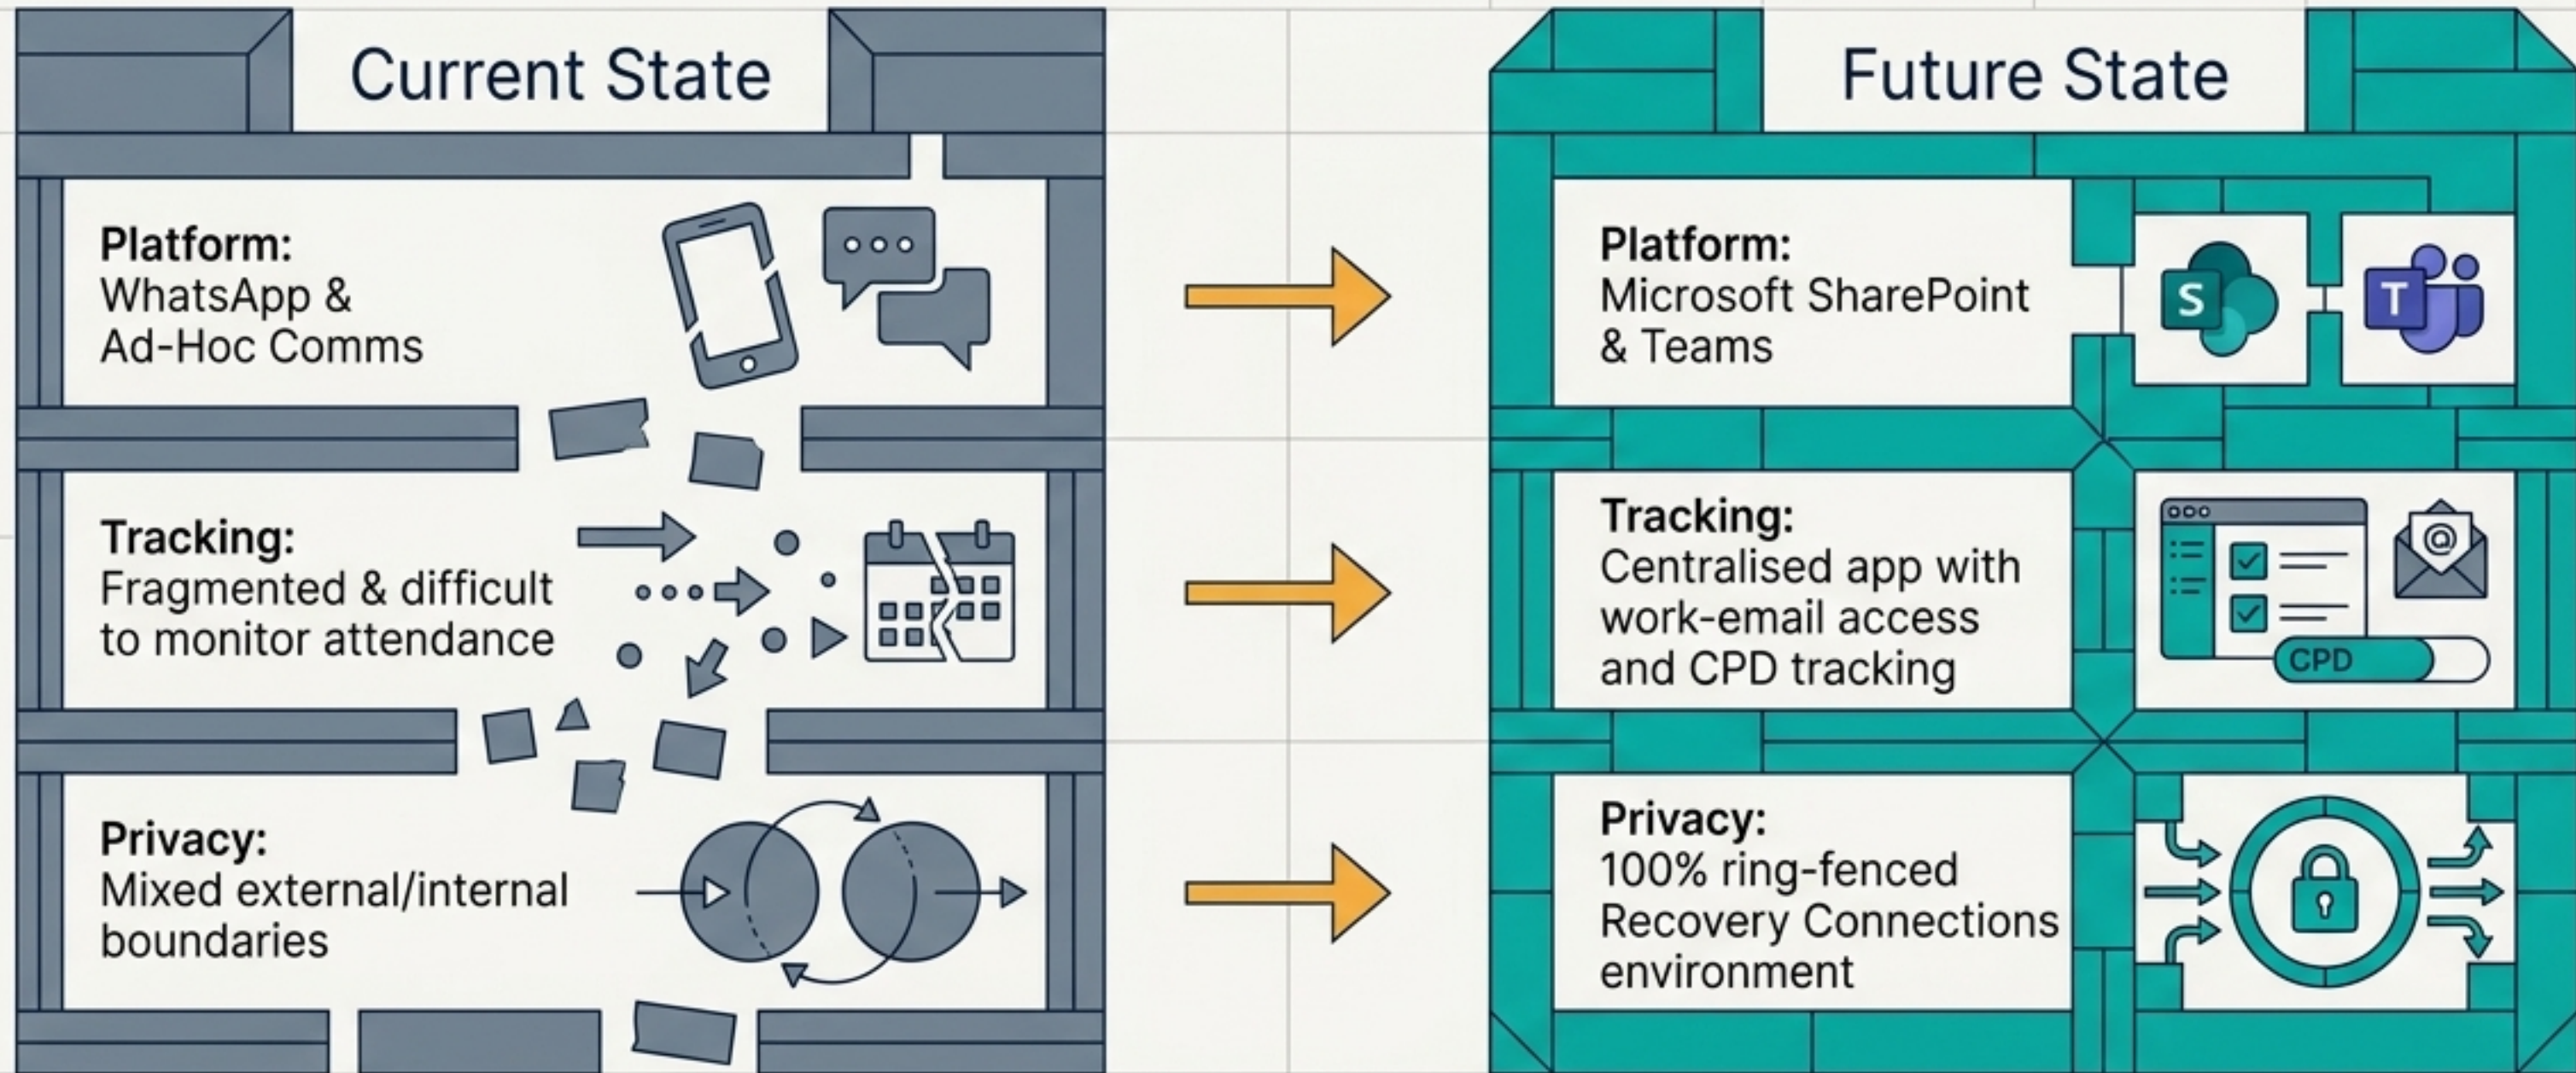 Current State
Platform:
WhatsApp &
Ad-Hoc Comms
Tracking:
Fragmented & difficult
to monitor attendance
Privacy:
Mixed external/internal
boundaries
Future State
Platform:
Microsoft SharePoint
& Teams
S
T
Tracking:
Centralised app with
work-email access
and CPD tracking
@
CPD
Privacy:
100% ring-fenced
Recovery Connections
environment